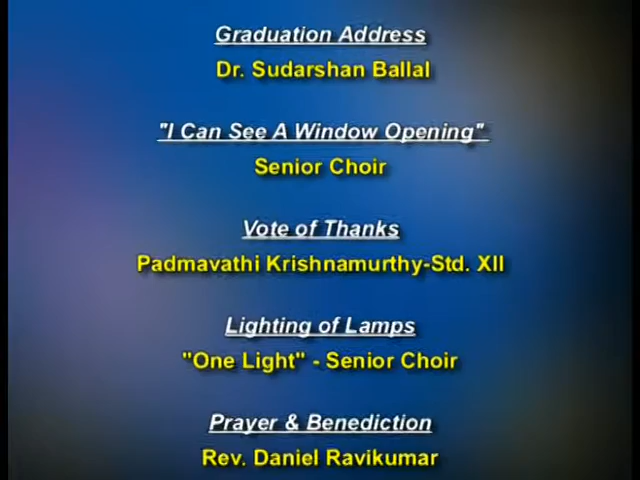 Graduation Address
Dr. Sudarshan Ballal
"I Can See A Window Opening"
Senior Choir
Vote of Thanks
Padmavathi Krishnamurthy-Std. XII
Lighting of Lamps
"One Light" - Senior Choir
Prayer & Benediction
Rev. Daniel Ravikumar